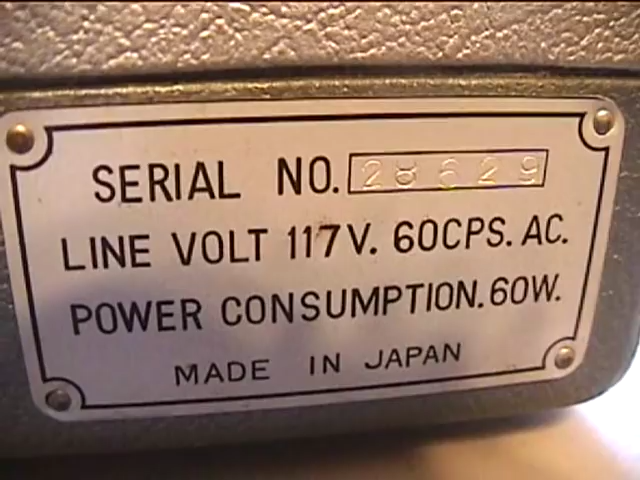 SERIAL NO. 28629
LINE VOLT 117V. 60CPS. AC.
POWER CONSUMPTION. 60W.
MADE IN JAPAN